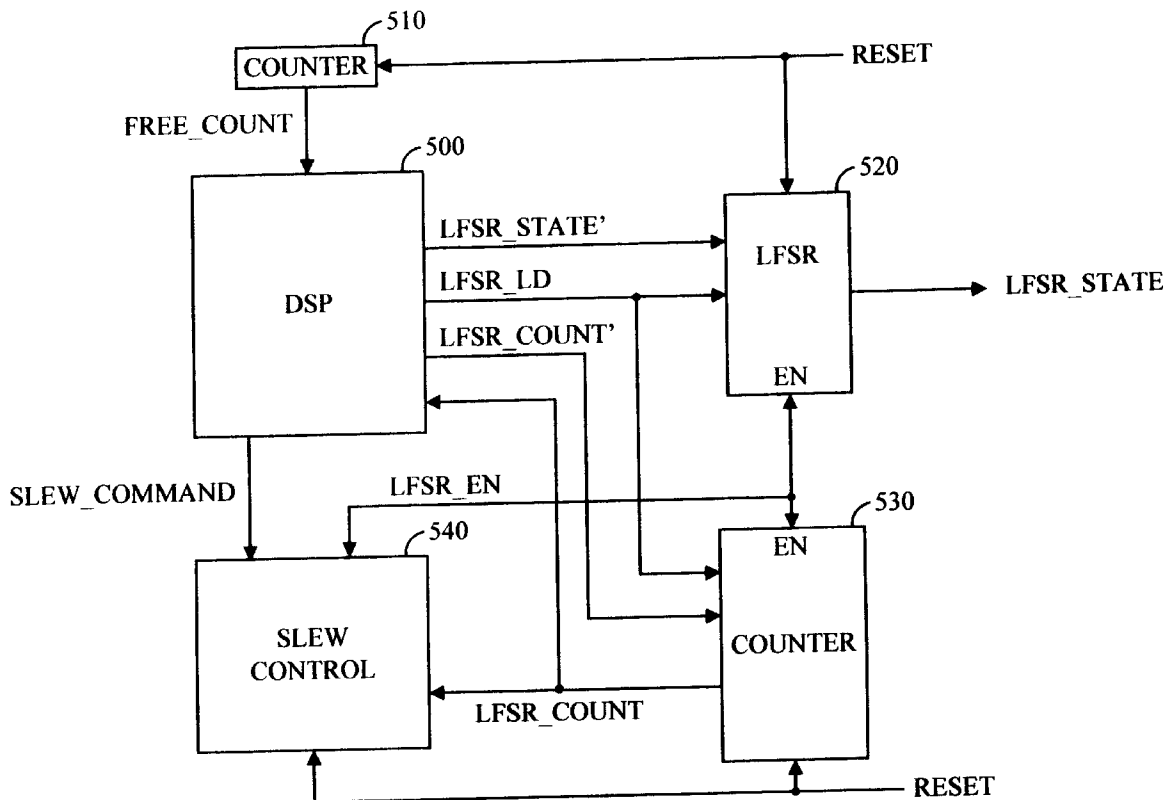 510
COUNTER
RESET
FREE_COUNT
500
520
LFSR_STATE’
LFSR
LFSR_LD
DSP
LFSR_STATE
LFSR_COUNT’
EN
SLEW_COMMAND
LFSR_EN
530
540
EN
SLEW
CONTROL
COUNTER
LFSR_COUNT
RESET